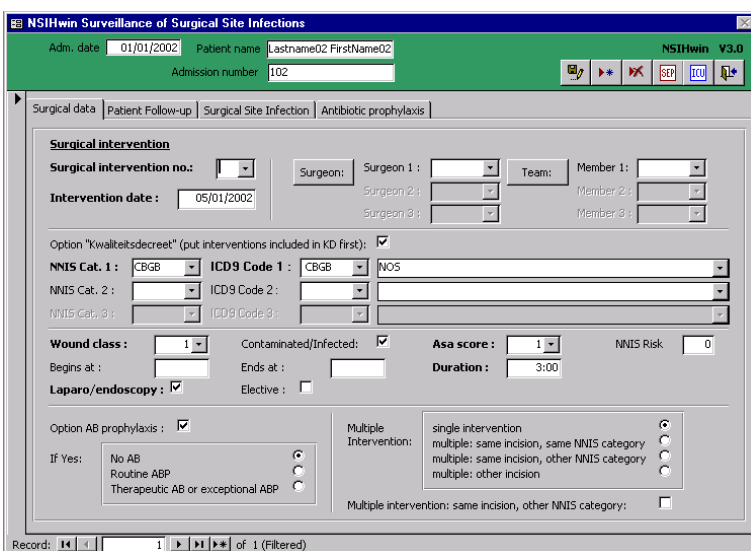 NSIHwin Surveillance of Surgical Site Infections
Adm. date 01/01/2002 Patient name Lastname02 FirstName02 NSIHwin V3.0
Admission number 102
SEP ICU
Surgical data Patient Follow-up Surgical Site Infection Antibiotic prophylaxis
Surgical intervention
Surgical intervention no.: Surgeon: Surgeon 1 : Team: Member 1:
Surgeon 2 : Member 2 :
Intervention date : 05/01/2002
Surgeon 3 : Member 3 :
Option "Kwaliteitsdecreet" (put interventions included in KD first):
NNIS Cat. 1 : CBGB ICD9 Code 1 : CBGB NOS
NNIS Cat. 2 : ICD9 Code 2 :
NNIS Cat. 3 : ICD9 Code 3 :
Wound class : 1 Contaminated/Infected: Asa score : 1 NNIS Risk 0
Begins at : Ends at : Duration : 3:00
Laparo/endoscopy : Elective :
Option AB prophylaxis : Multiple Intervention: single intervention
multiple: same incision, same NNIS category
If Yes: No AB multiple: same incision, other NNIS category
Routine ABP multiple: other incision
Therapeutic AB or exceptional ABP
Multiple intervention: same incision, other NNIS category:
Record: 1 of 1 (Filtered)